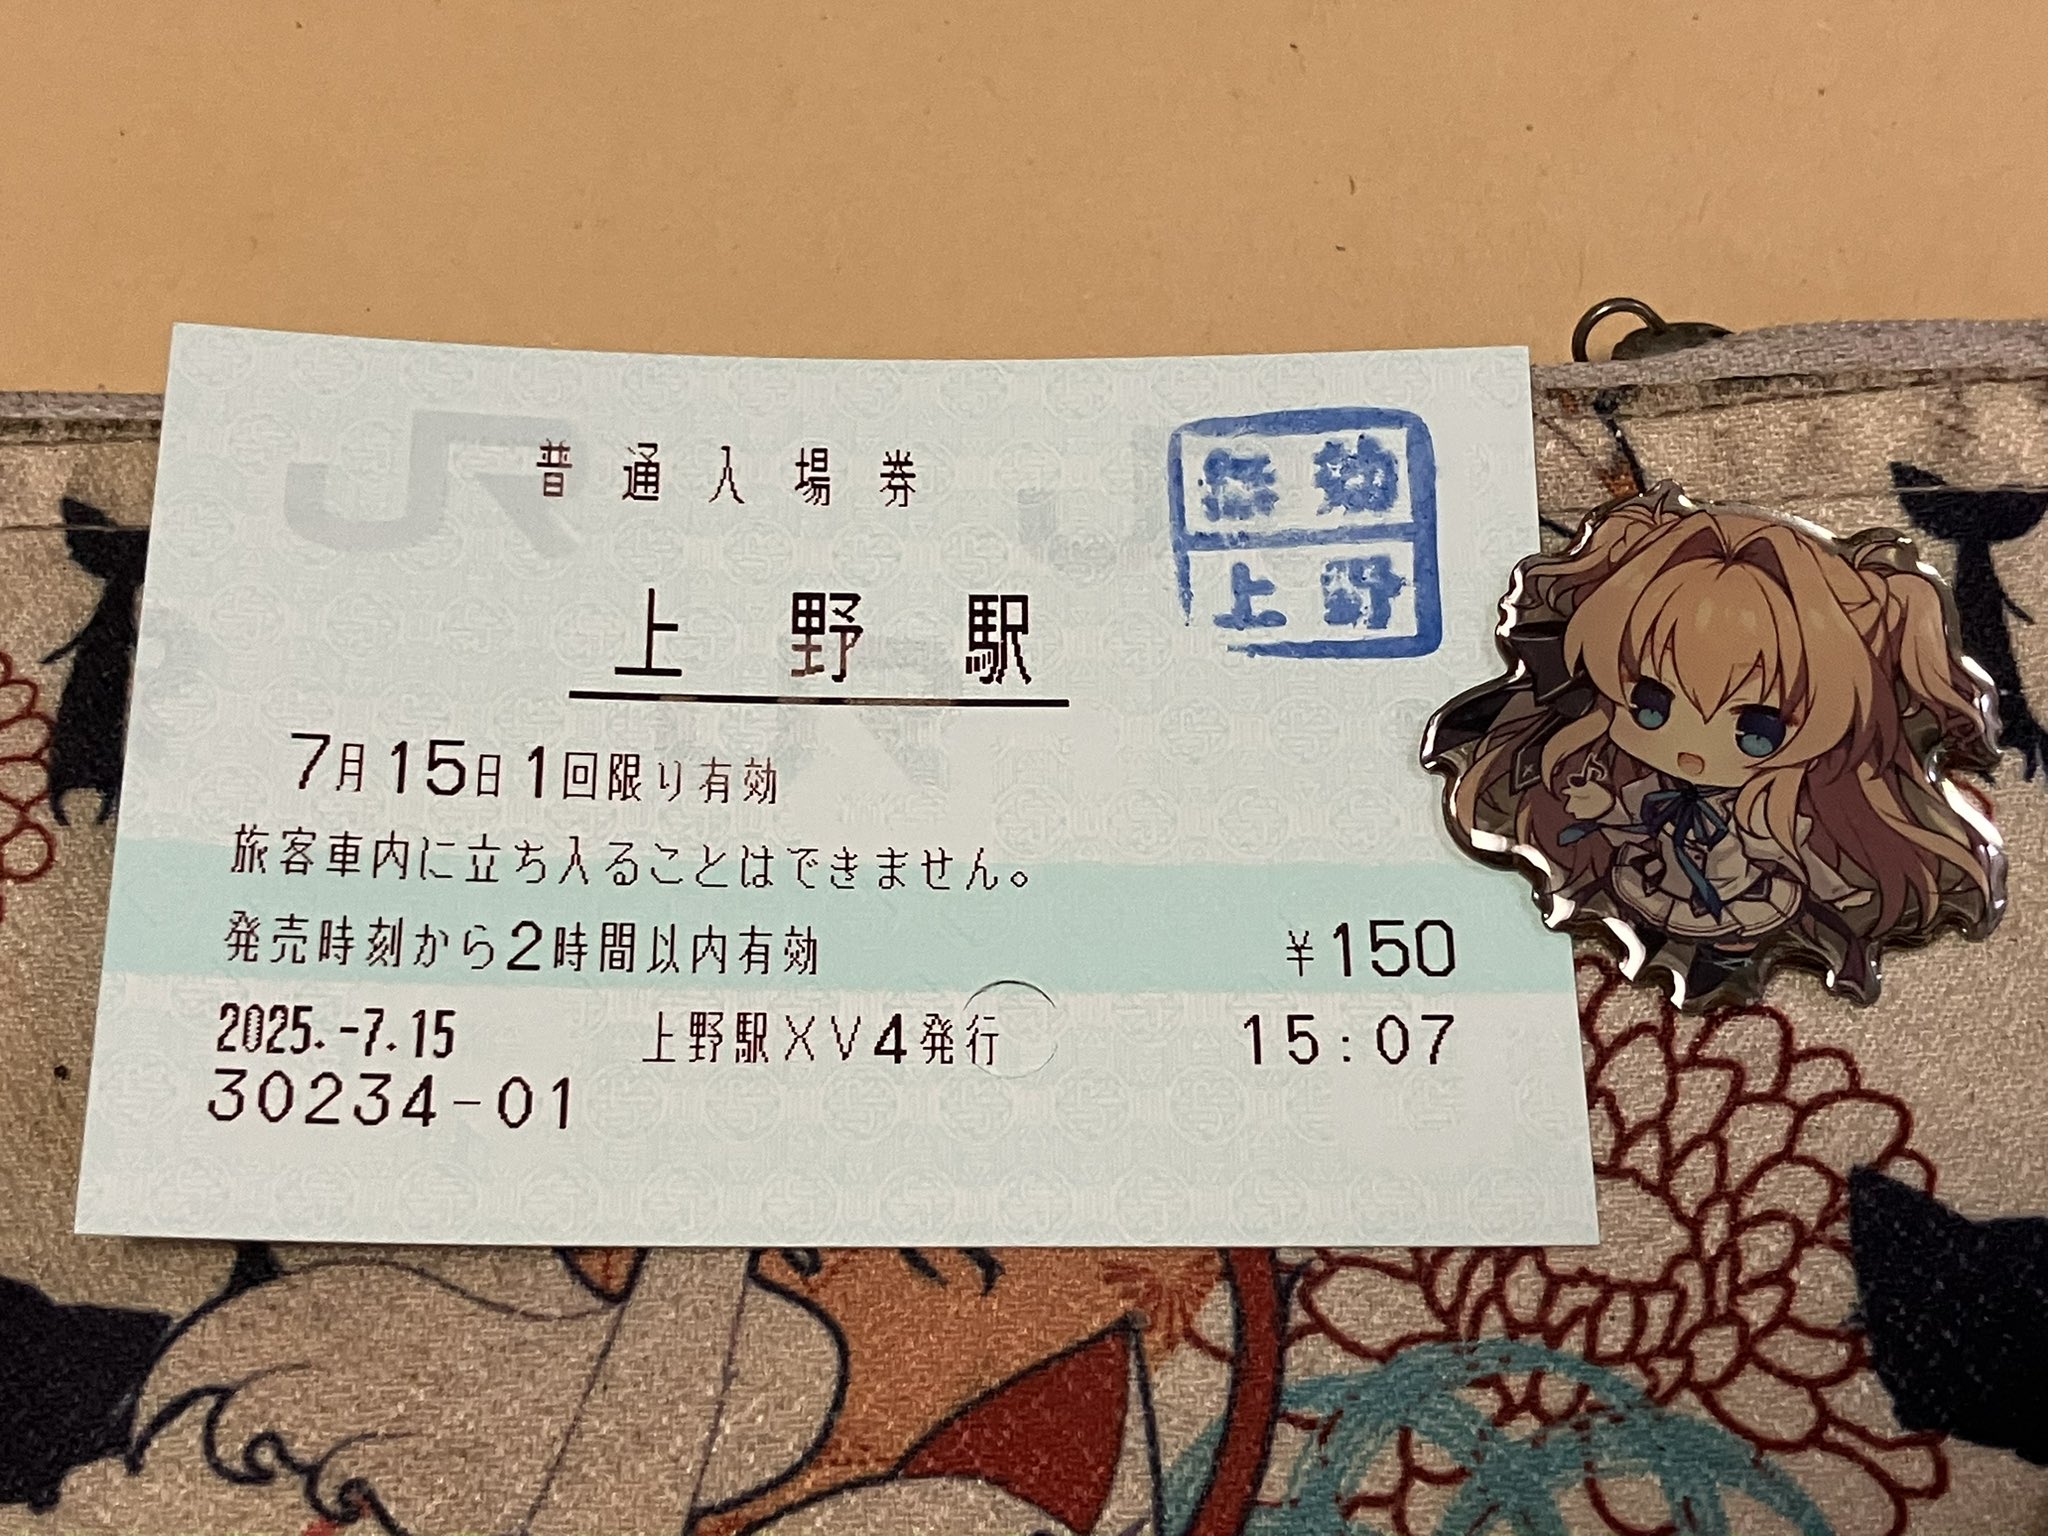 普通入場券
無効
上野
上野駅
7月15日1回限り有効
旅客車内に立ち入ることはできません。
発売時刻から2時間以内有効
¥150
2025.-7.15
上野駅XV4発行
15:07
30234-01
JR